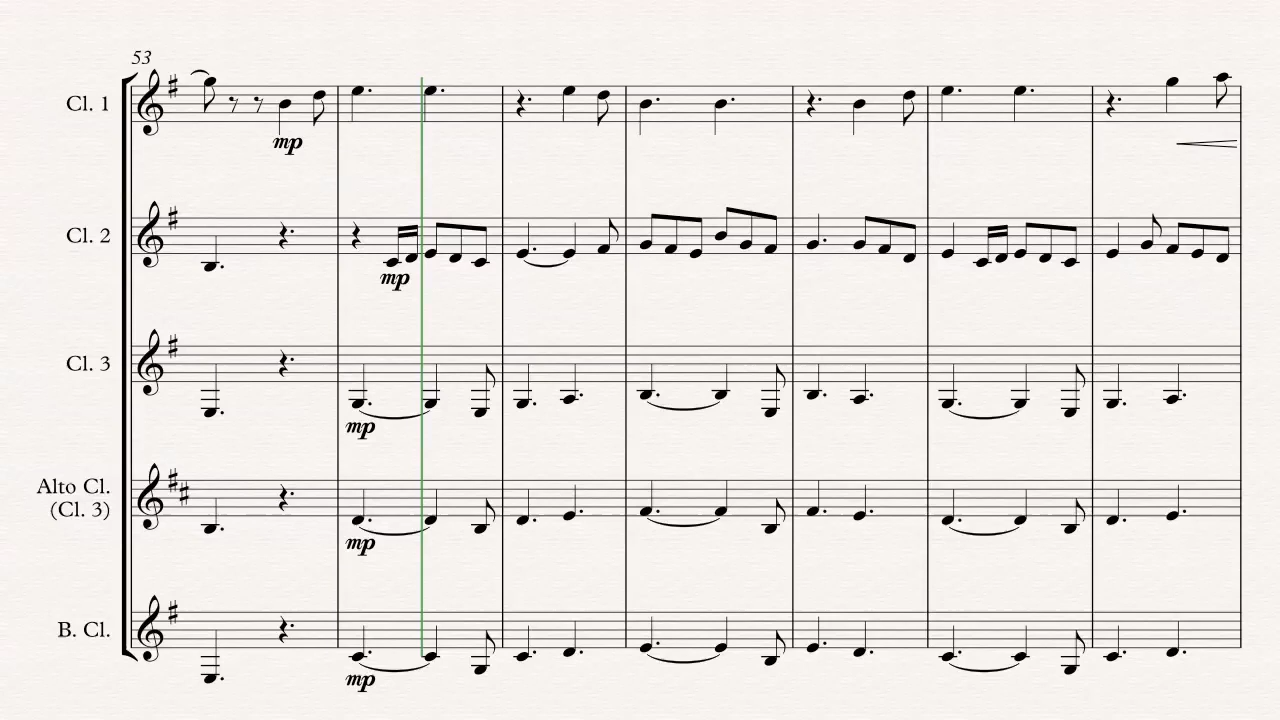 53
Cl. 1
mp
Cl. 2
mp
Cl. 3
mp
Alto Cl.
(Cl. 3)
mp
B. Cl.
mp